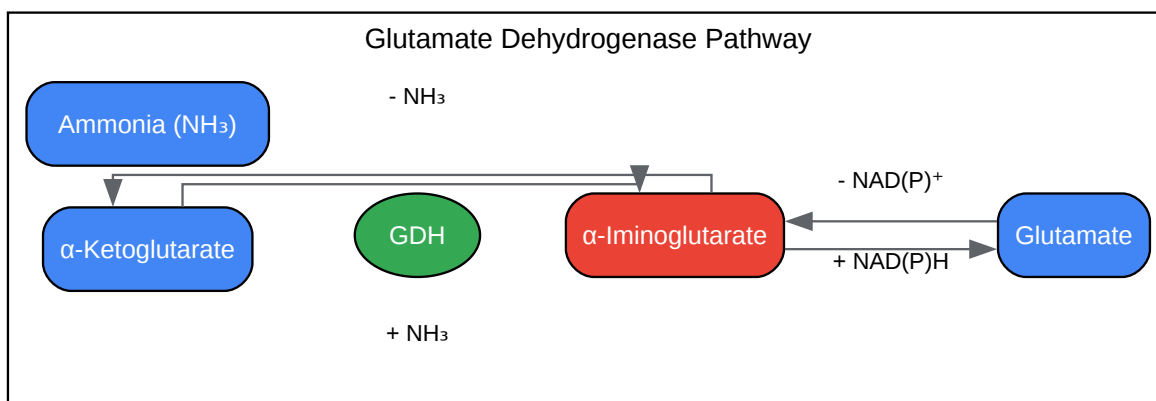 Glutamate Dehydrogenase Pathway
- NH₃
Ammonia (NH₃)
- NAD(P)⁺
α-Ketoglutarate
GDH
α-Iminoglutarate
Glutamate
+ NAD(P)H
+ NH₃